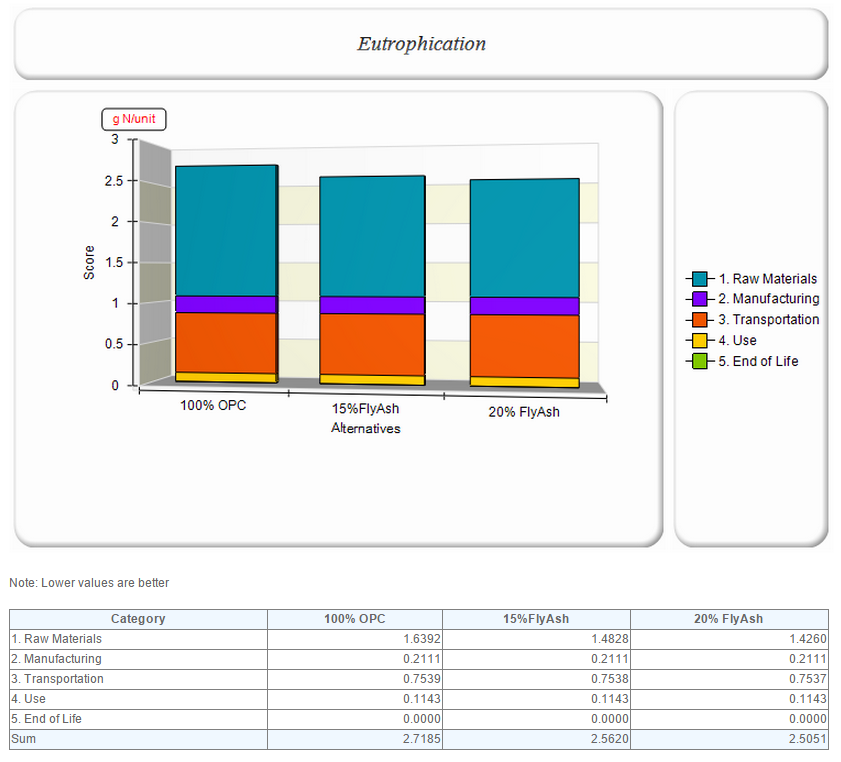 Eutrophication
g N/unit
3
2.5
2
1.5
1
0.5
0
Score
100% OPC
15%FlyAsh
20% FlyAsh
Alternatives
1. Raw Materials
2. Manufacturing
3. Transportation
4. Use
5. End of Life
Note: Lower values are better
Category 100% OPC 15%FlyAsh 20% FlyAsh
1. Raw Materials 1.6392 1.4828 1.4260
2. Manufacturing 0.2111 0.2111 0.2111
3. Transportation 0.7539 0.7538 0.7537
4. Use 0.1143 0.1143 0.1143
5. End of Life 0.0000 0.0000 0.0000
Sum 2.7185 2.5620 2.5051